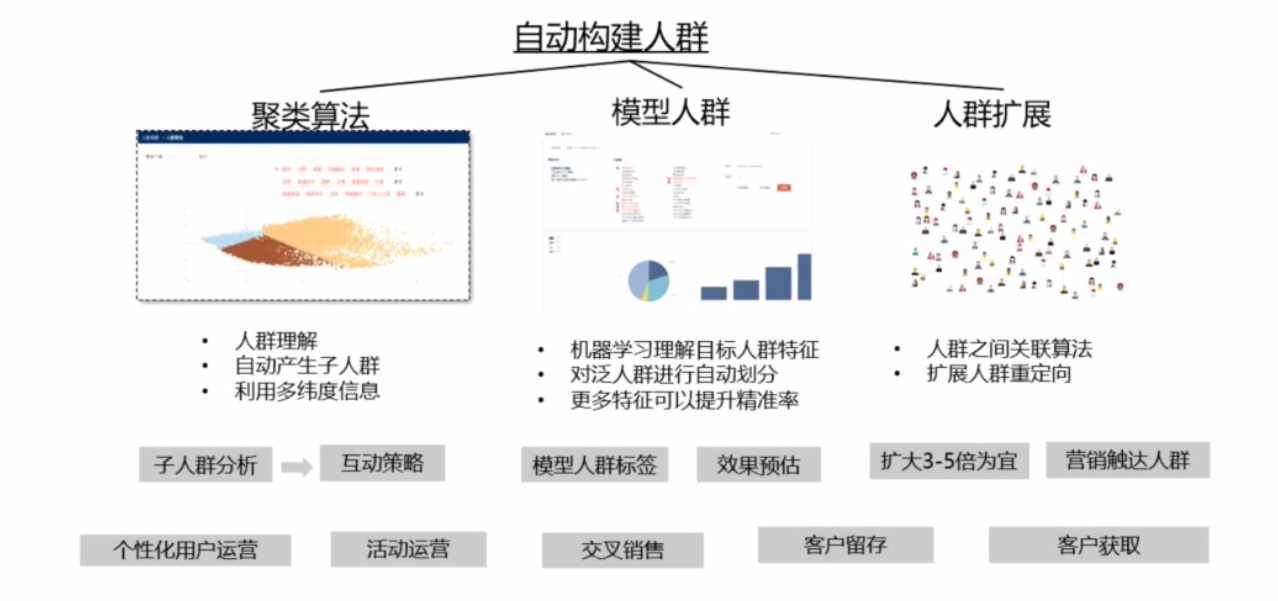 自动构建人群
聚类算法
模型人群
人群扩展
• 人群理解
• 自动产生子人群
• 利用多纬度信息
• 机器学习理解目标人群特征
• 对泛人群进行自动划分
• 更多特征可以提升精准率
• 人群之间关联算法
• 扩展人群重定向
子人群分析
互动策略
模型人群标签
效果预估
扩大3-5倍为宜
营销触达人群
个性化用户运营
活动运营
交叉销售
客户留存
客户获取